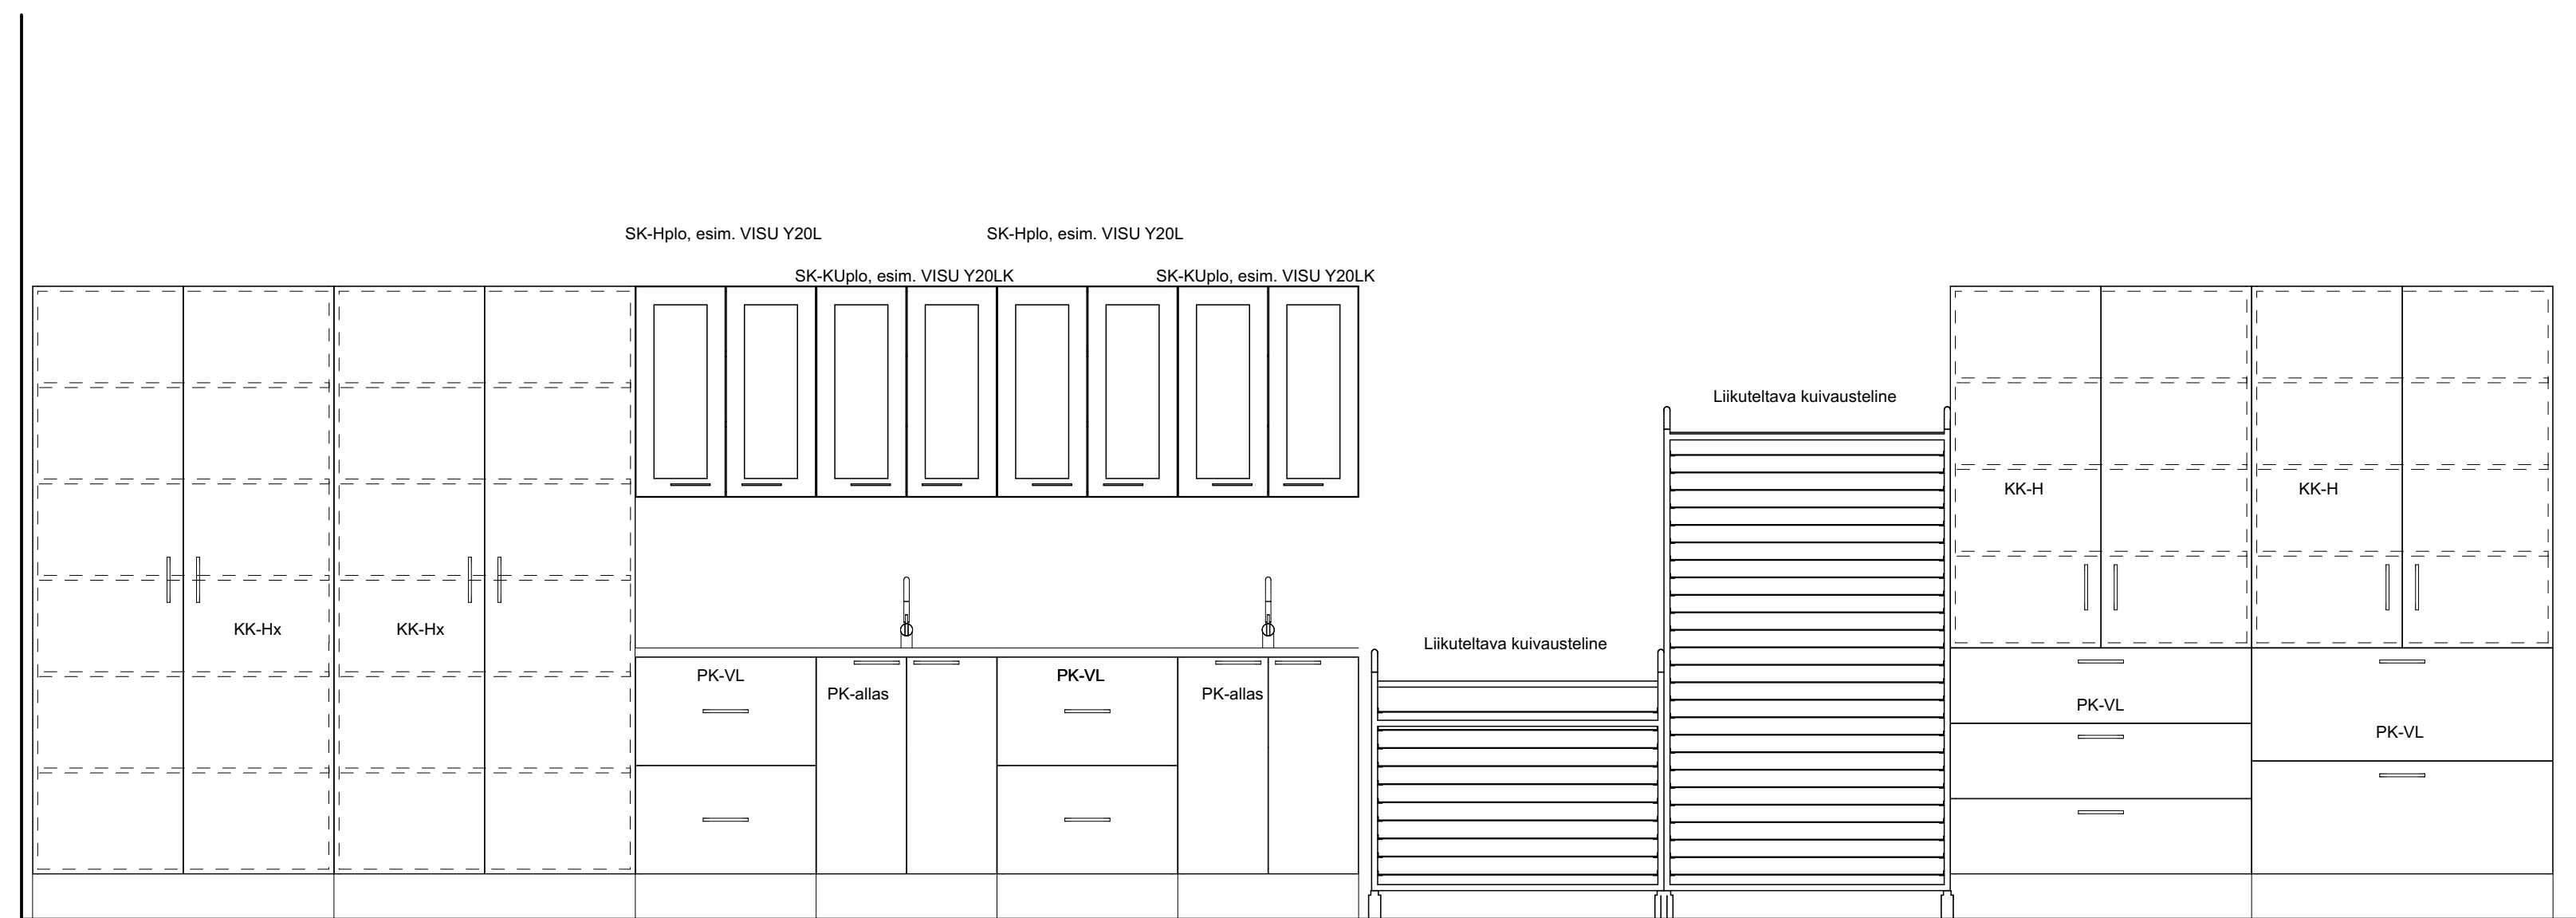 SK-Hplo, esim. VISU Y20L
SK-Hplo, esim. VISU Y20L
SK-KUplo, esim. VISU Y20LK
SK-KUplo, esim. VISU Y20LK
Liikuteltava kuivausteline
KK-H
KK-H
KK-Hx
KK-Hx
Liikuteltava kuivausteline
PK-VL
PK-allas
PK-VL
PK-allas
PK-VL
PK-VL